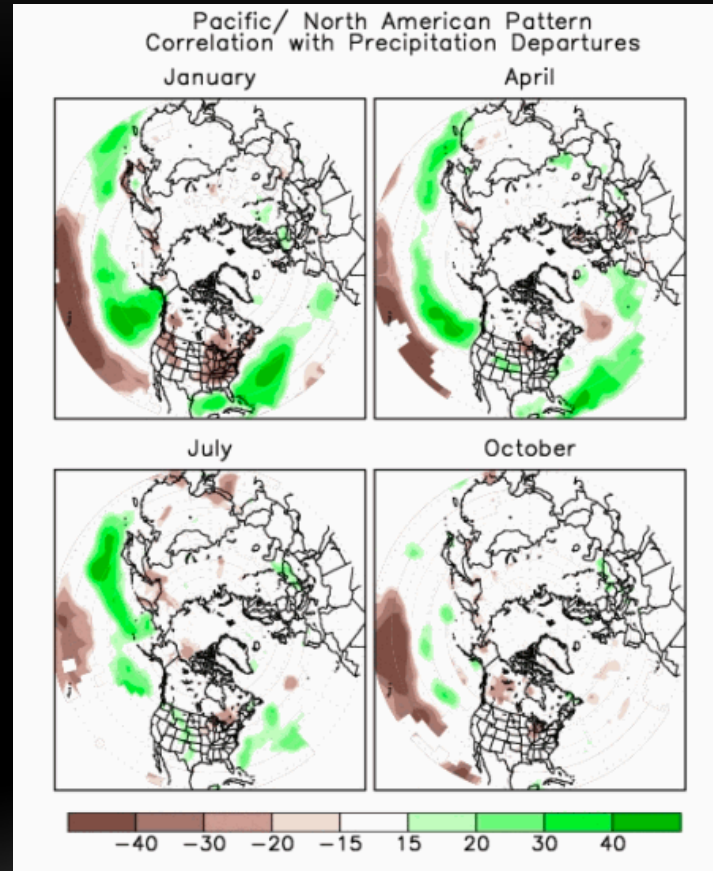 Pacific/ North American Pattern
Correlation with Precipitation Departures
January
April
July
October
-40 -30 -20 -15 15 20 30 40